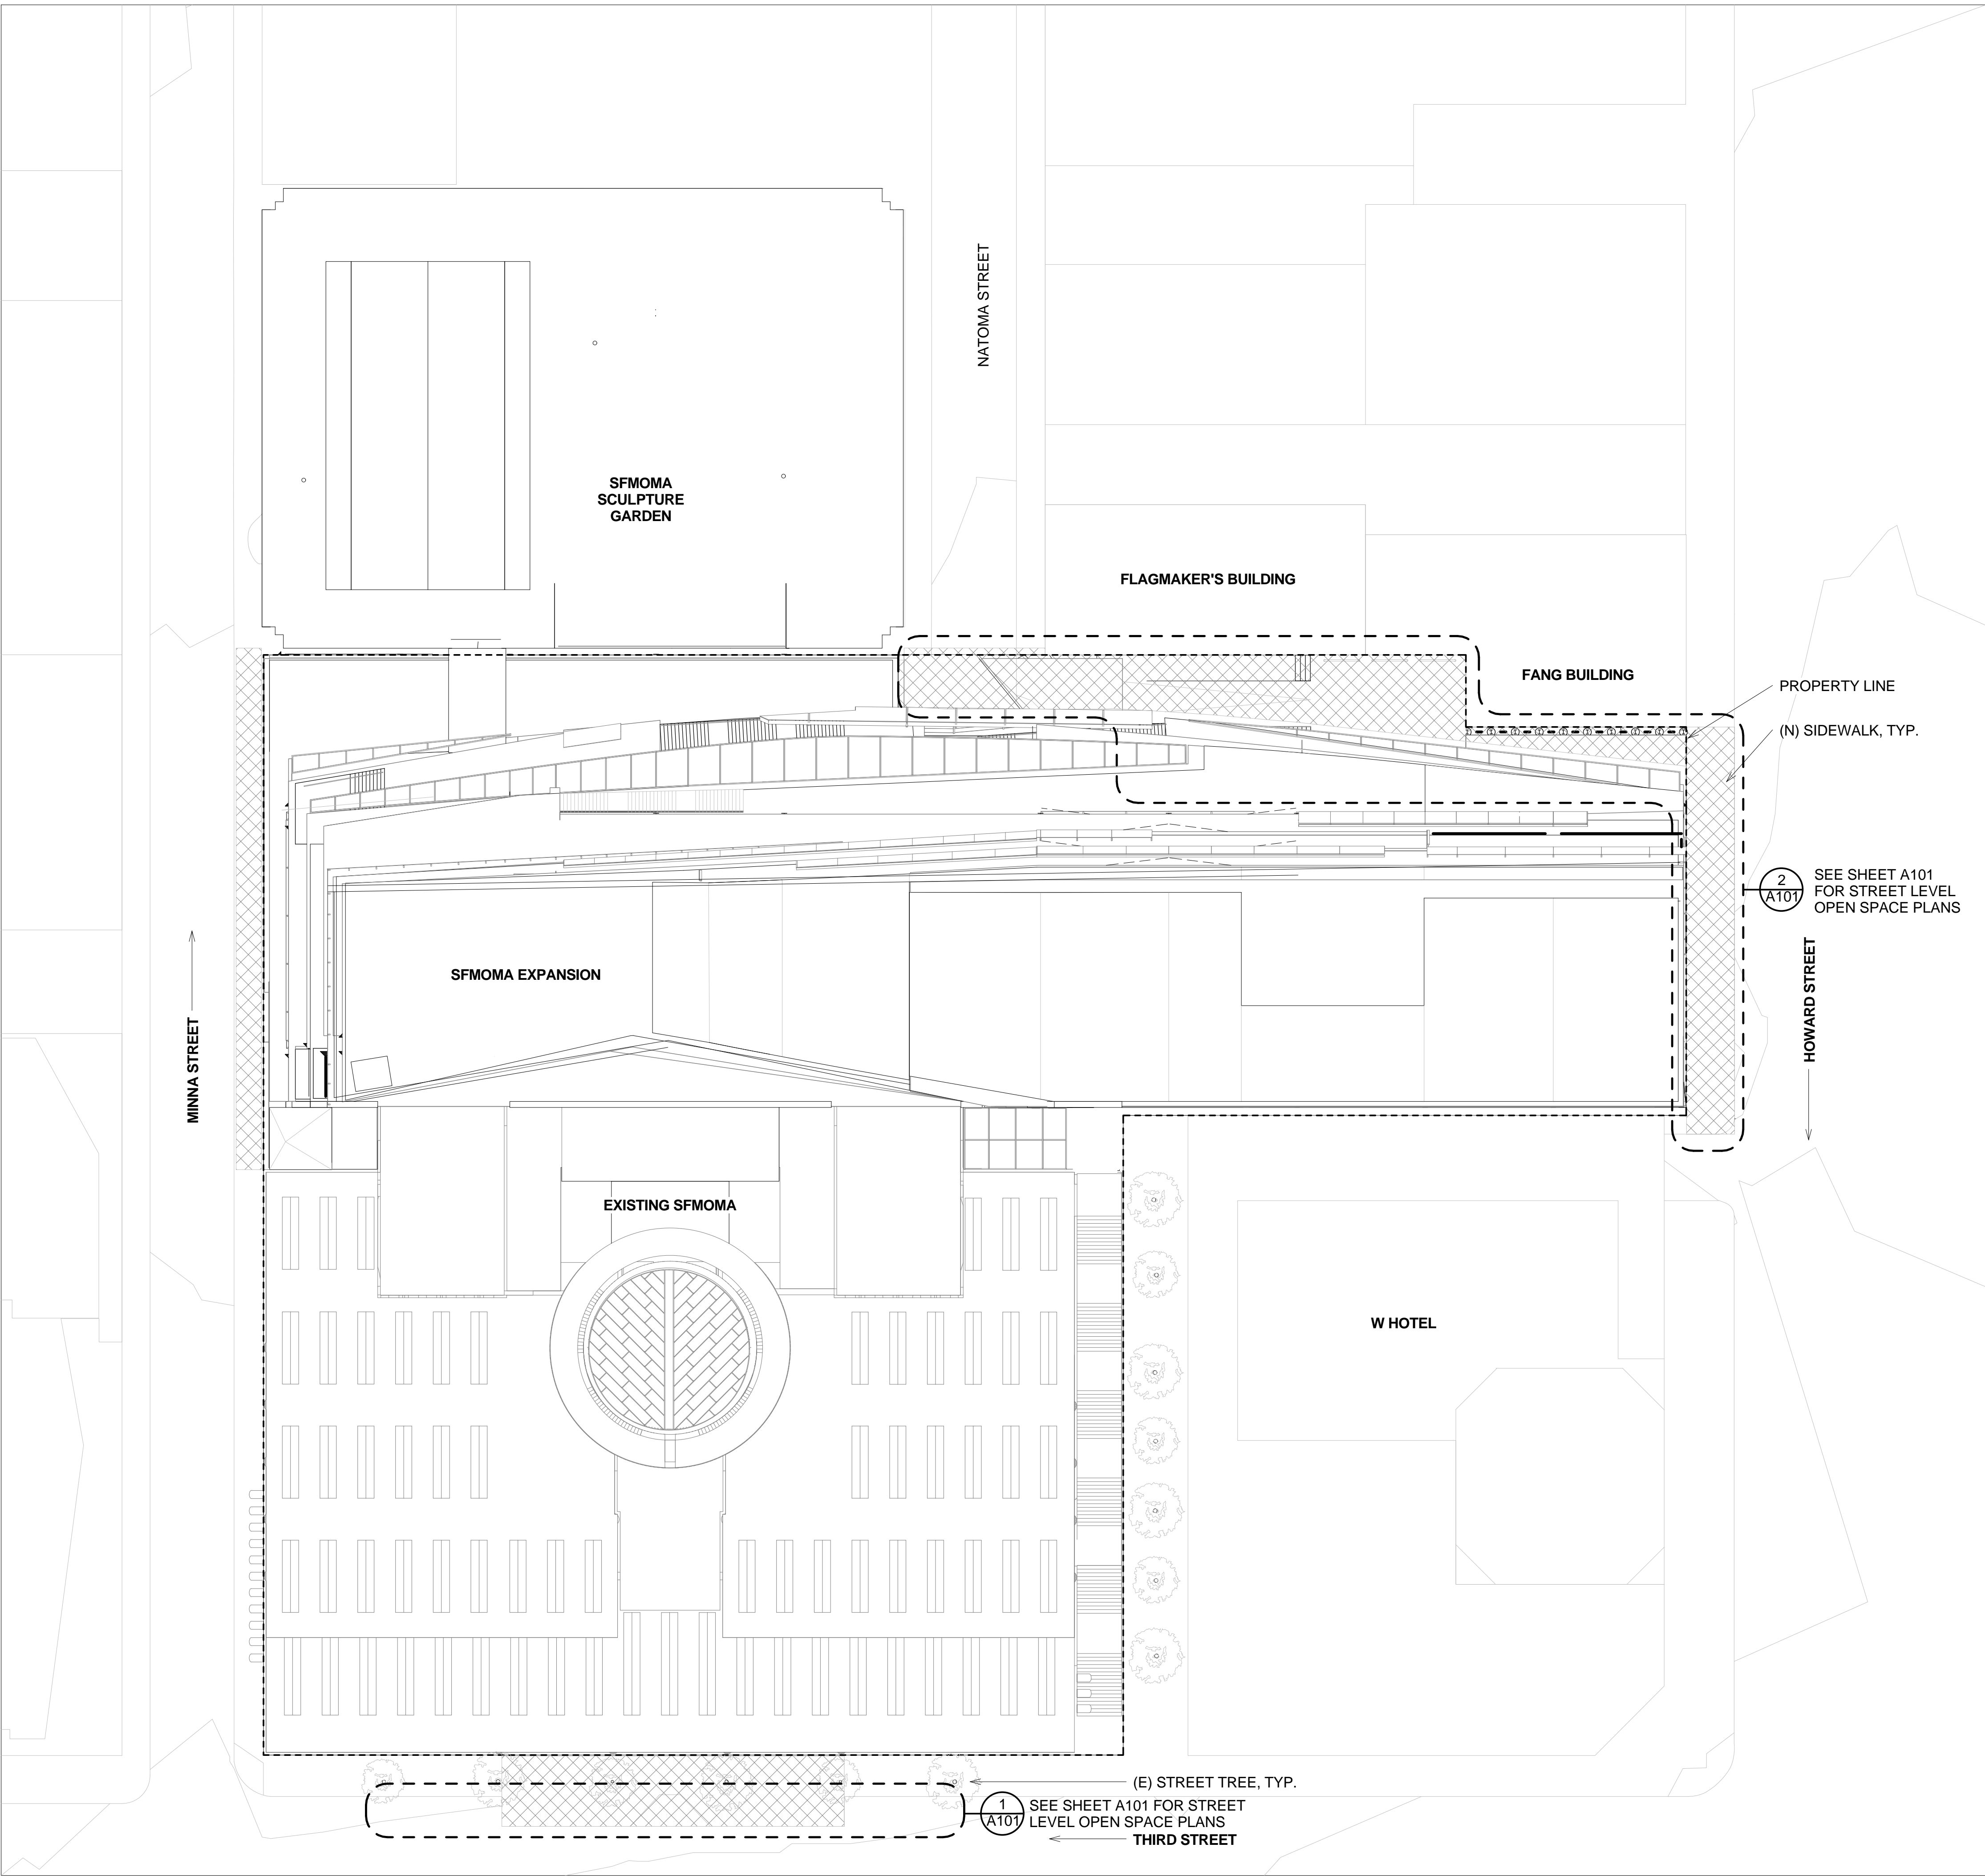 NATOMA STREET
SFMOMA
SCULPTURE
GARDEN
FLAGMAKER'S BUILDING
FANG BUILDING
PROPERTY LINE
(N) SIDEWALK, TYP.
2
A101
SEE SHEET A101
FOR STREET LEVEL
OPEN SPACE PLANS
SFMOMA EXPANSION
MINNA STREET
HOWARD STREET
EXISTING SFMOMA
W HOTEL
(E) STREET TREE, TYP.
1
A101
SEE SHEET A101 FOR STREET
LEVEL OPEN SPACE PLANS
THIRD STREET